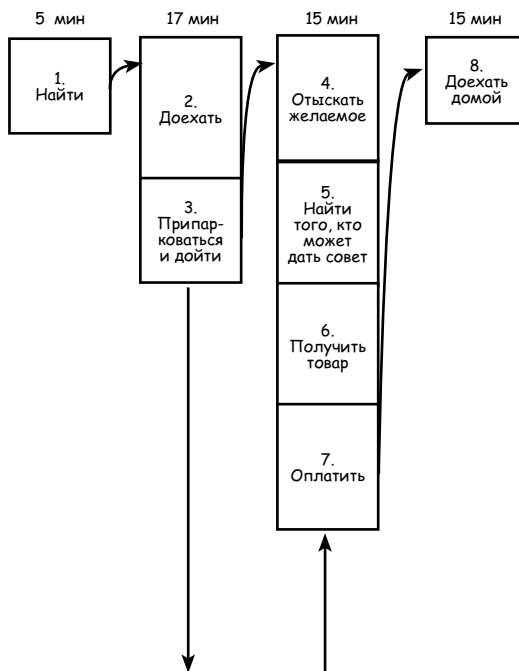 5 мин
17 мин
15 мин
15 мин
1.
Найти
2.
Доехать
3.
Припар-
коваться
и дойти
4.
Отыскать
желаемое
5.
Найти
того, кто
может
дать совет
6.
Получить
товар
7.
Оплатить
8.
Доехать
домой